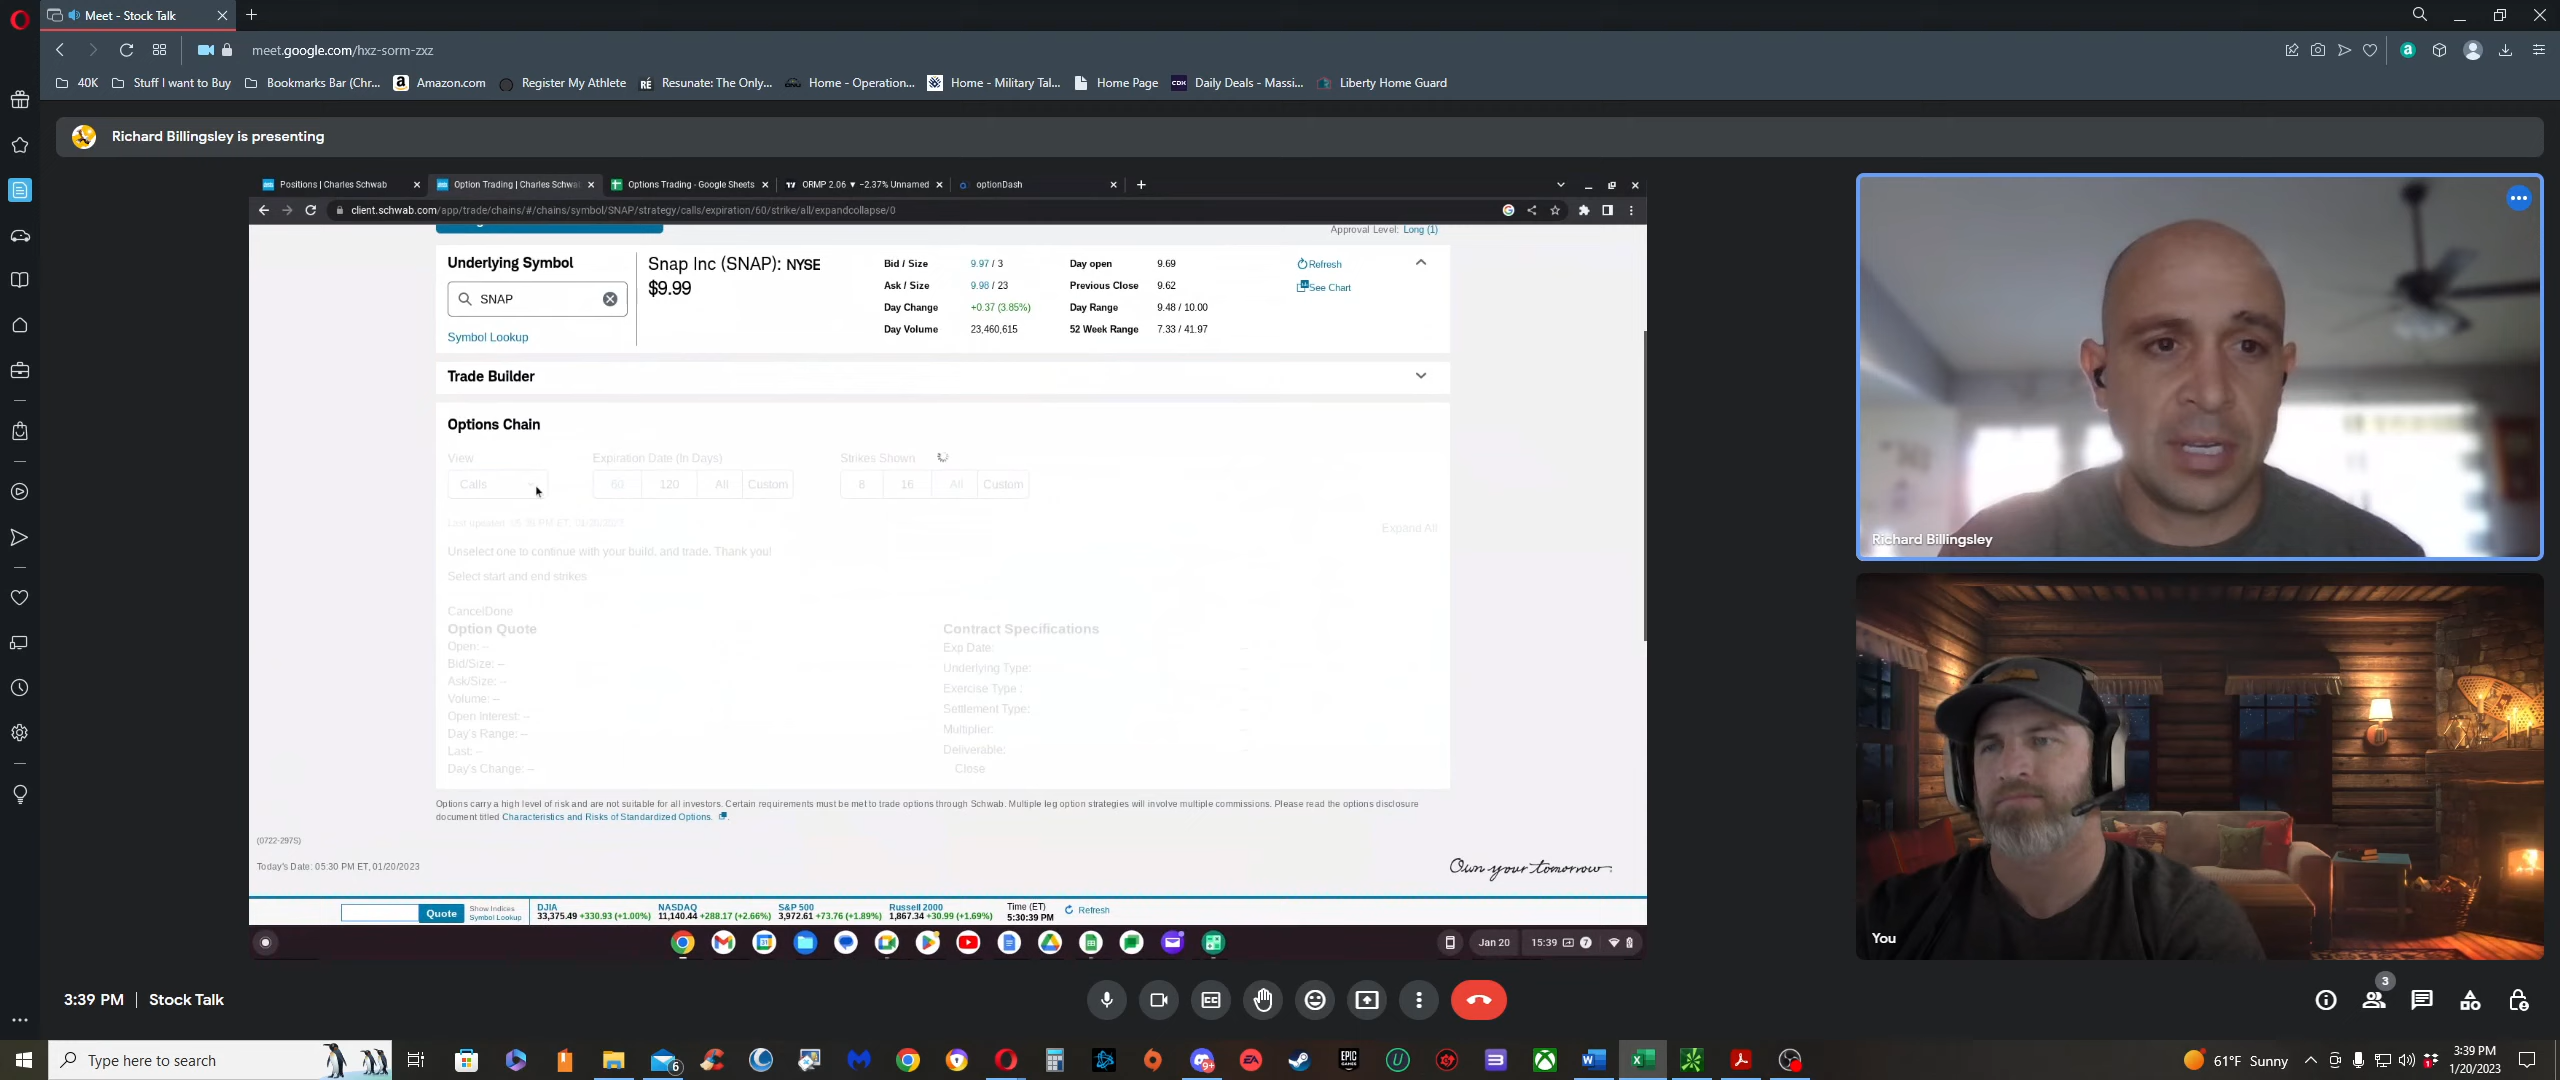 Meet - Stock Talk
meet.google.com/hxz-sorm-zxz
40K Stuff I want to Buy Bookmarks Bar (Chr... Amazon.com Register My Athlete Resunate: The Only... Home - Operation... Home - Military Tal... Home Page Daily Deals - Massi... Liberty Home Guard
Richard Billingsley is presenting
Positions | Charles Schwab Option Trading | Charles Schwa Options Trading - Google Sheets ORMP 2.06 ▼ −2.37% Unnamed optionDash
client.schwab.com/app/trade/chains/#/chains/symbol/SNAP/strategy/calls/expiration/60/strike/all/expandcollapse/0
Approval Level: Long (1)
Underlying Symbol
SNAP
Symbol Lookup
Snap Inc (SNAP): NYSE
$9.99
Bid / Size 9.97 / 3 Day open 9.69 Refresh
Ask / Size 9.98 / 23 Previous Close 9.62 See Chart
Day Change +0.37 (3.85%) Day Range 9.48 / 10.00
Day Volume 23,460,615 52 Week Range 7.33 / 41.97
Trade Builder
Options Chain
View Expiration Date (In Days) Strikes Shown
Calls 60 120 All Custom 8 16 All Custom
Last updated: 05:30 PM ET, 01/20/2023 Expand All
Unselect one to continue with your build, and trade. Thank you!
Select start and end strikes
CancelDone
Option Quote Contract Specifications
Open: -- Exp Date: --
Bid/Size: -- Underlying Type: --
Ask/Size: -- Exercise Type : --
Volume: -- Settlement Type: --
Open Interest: -- Multiplier: --
Day's Range: -- Deliverable: --
Last: -- Close
Day's Change: --
Options carry a high level of risk and are not suitable for all investors. Certain requirements must be met to trade options through Schwab. Multiple leg option strategies will involve multiple commissions. Please read the options disclosure
document titled Characteristics and Risks of Standardized Options. .
(0722-297S)
Today's Date: 05:30 PM ET, 01/20/2023
Own your tomorrow.
Quote Show Indices Symbol Lookup
DJIA NASDAQ S&P 500 Russell 2000 Time (ET)
33,375.49 +330.93 (+1.00%) 11,140.44 +288.17 (+2.66%) 3,972.61 +73.76 (+1.89%) 1,867.34 +30.99 (+1.69%) 5:30:39 PM Refresh
Jan 20 15:39 7
Richard Billingsley
You
3:39 PM | Stock Talk
3
Type here to search
6
9+
61°F Sunny
3:39 PM
1/20/2023